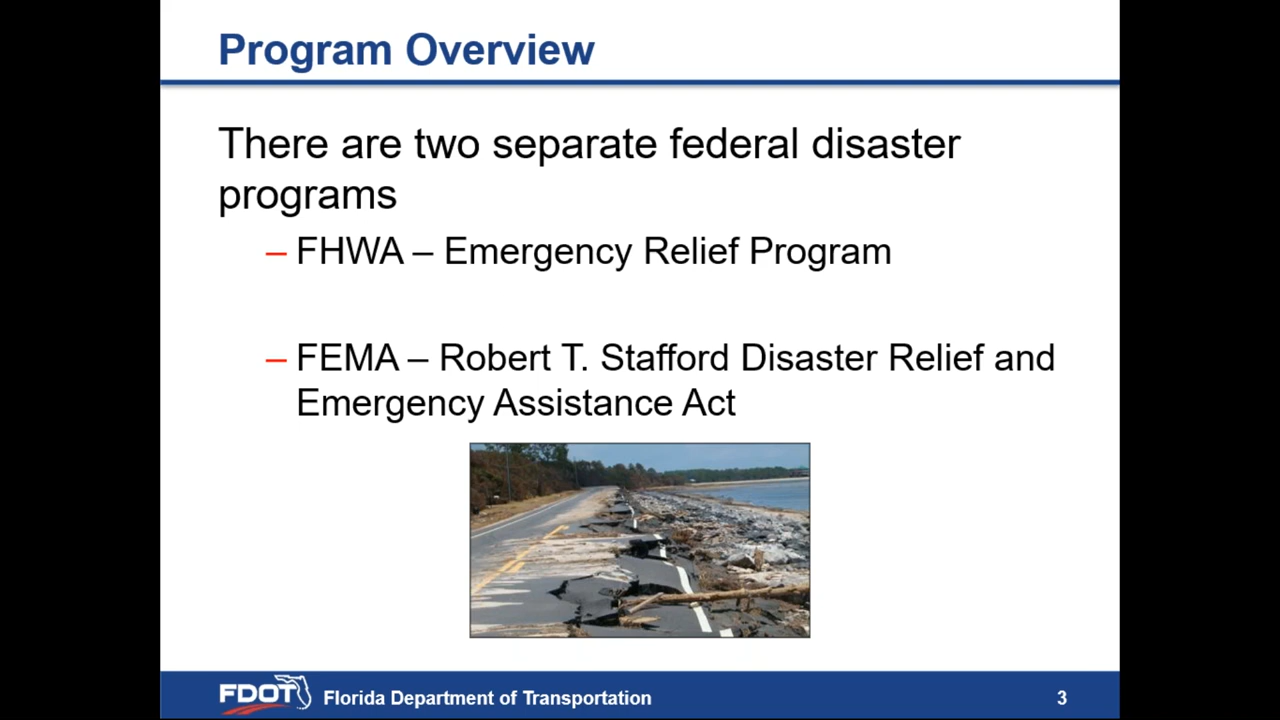 Program Overview
There are two separate federal disaster
programs
– FHWA – Emergency Relief Program
– FEMA – Robert T. Stafford Disaster Relief and
Emergency Assistance Act
FDOT Florida Department of Transportation 3